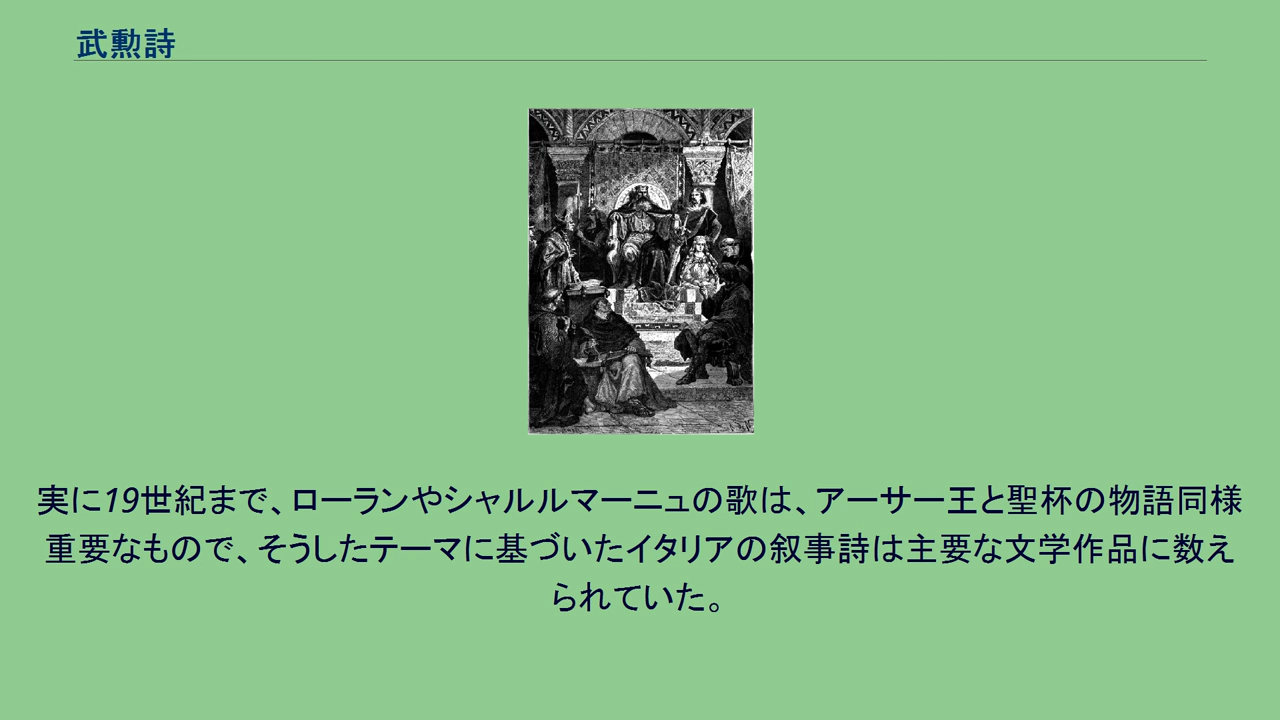 武勲詩
実に19世紀まで、ローランやシャルルマーニュの歌は、アーサー王と聖杯の物語同様
重要なもので、そうしたテーマに基づいたイタリアの叙事詩は主要な文学作品に数え
られていた。